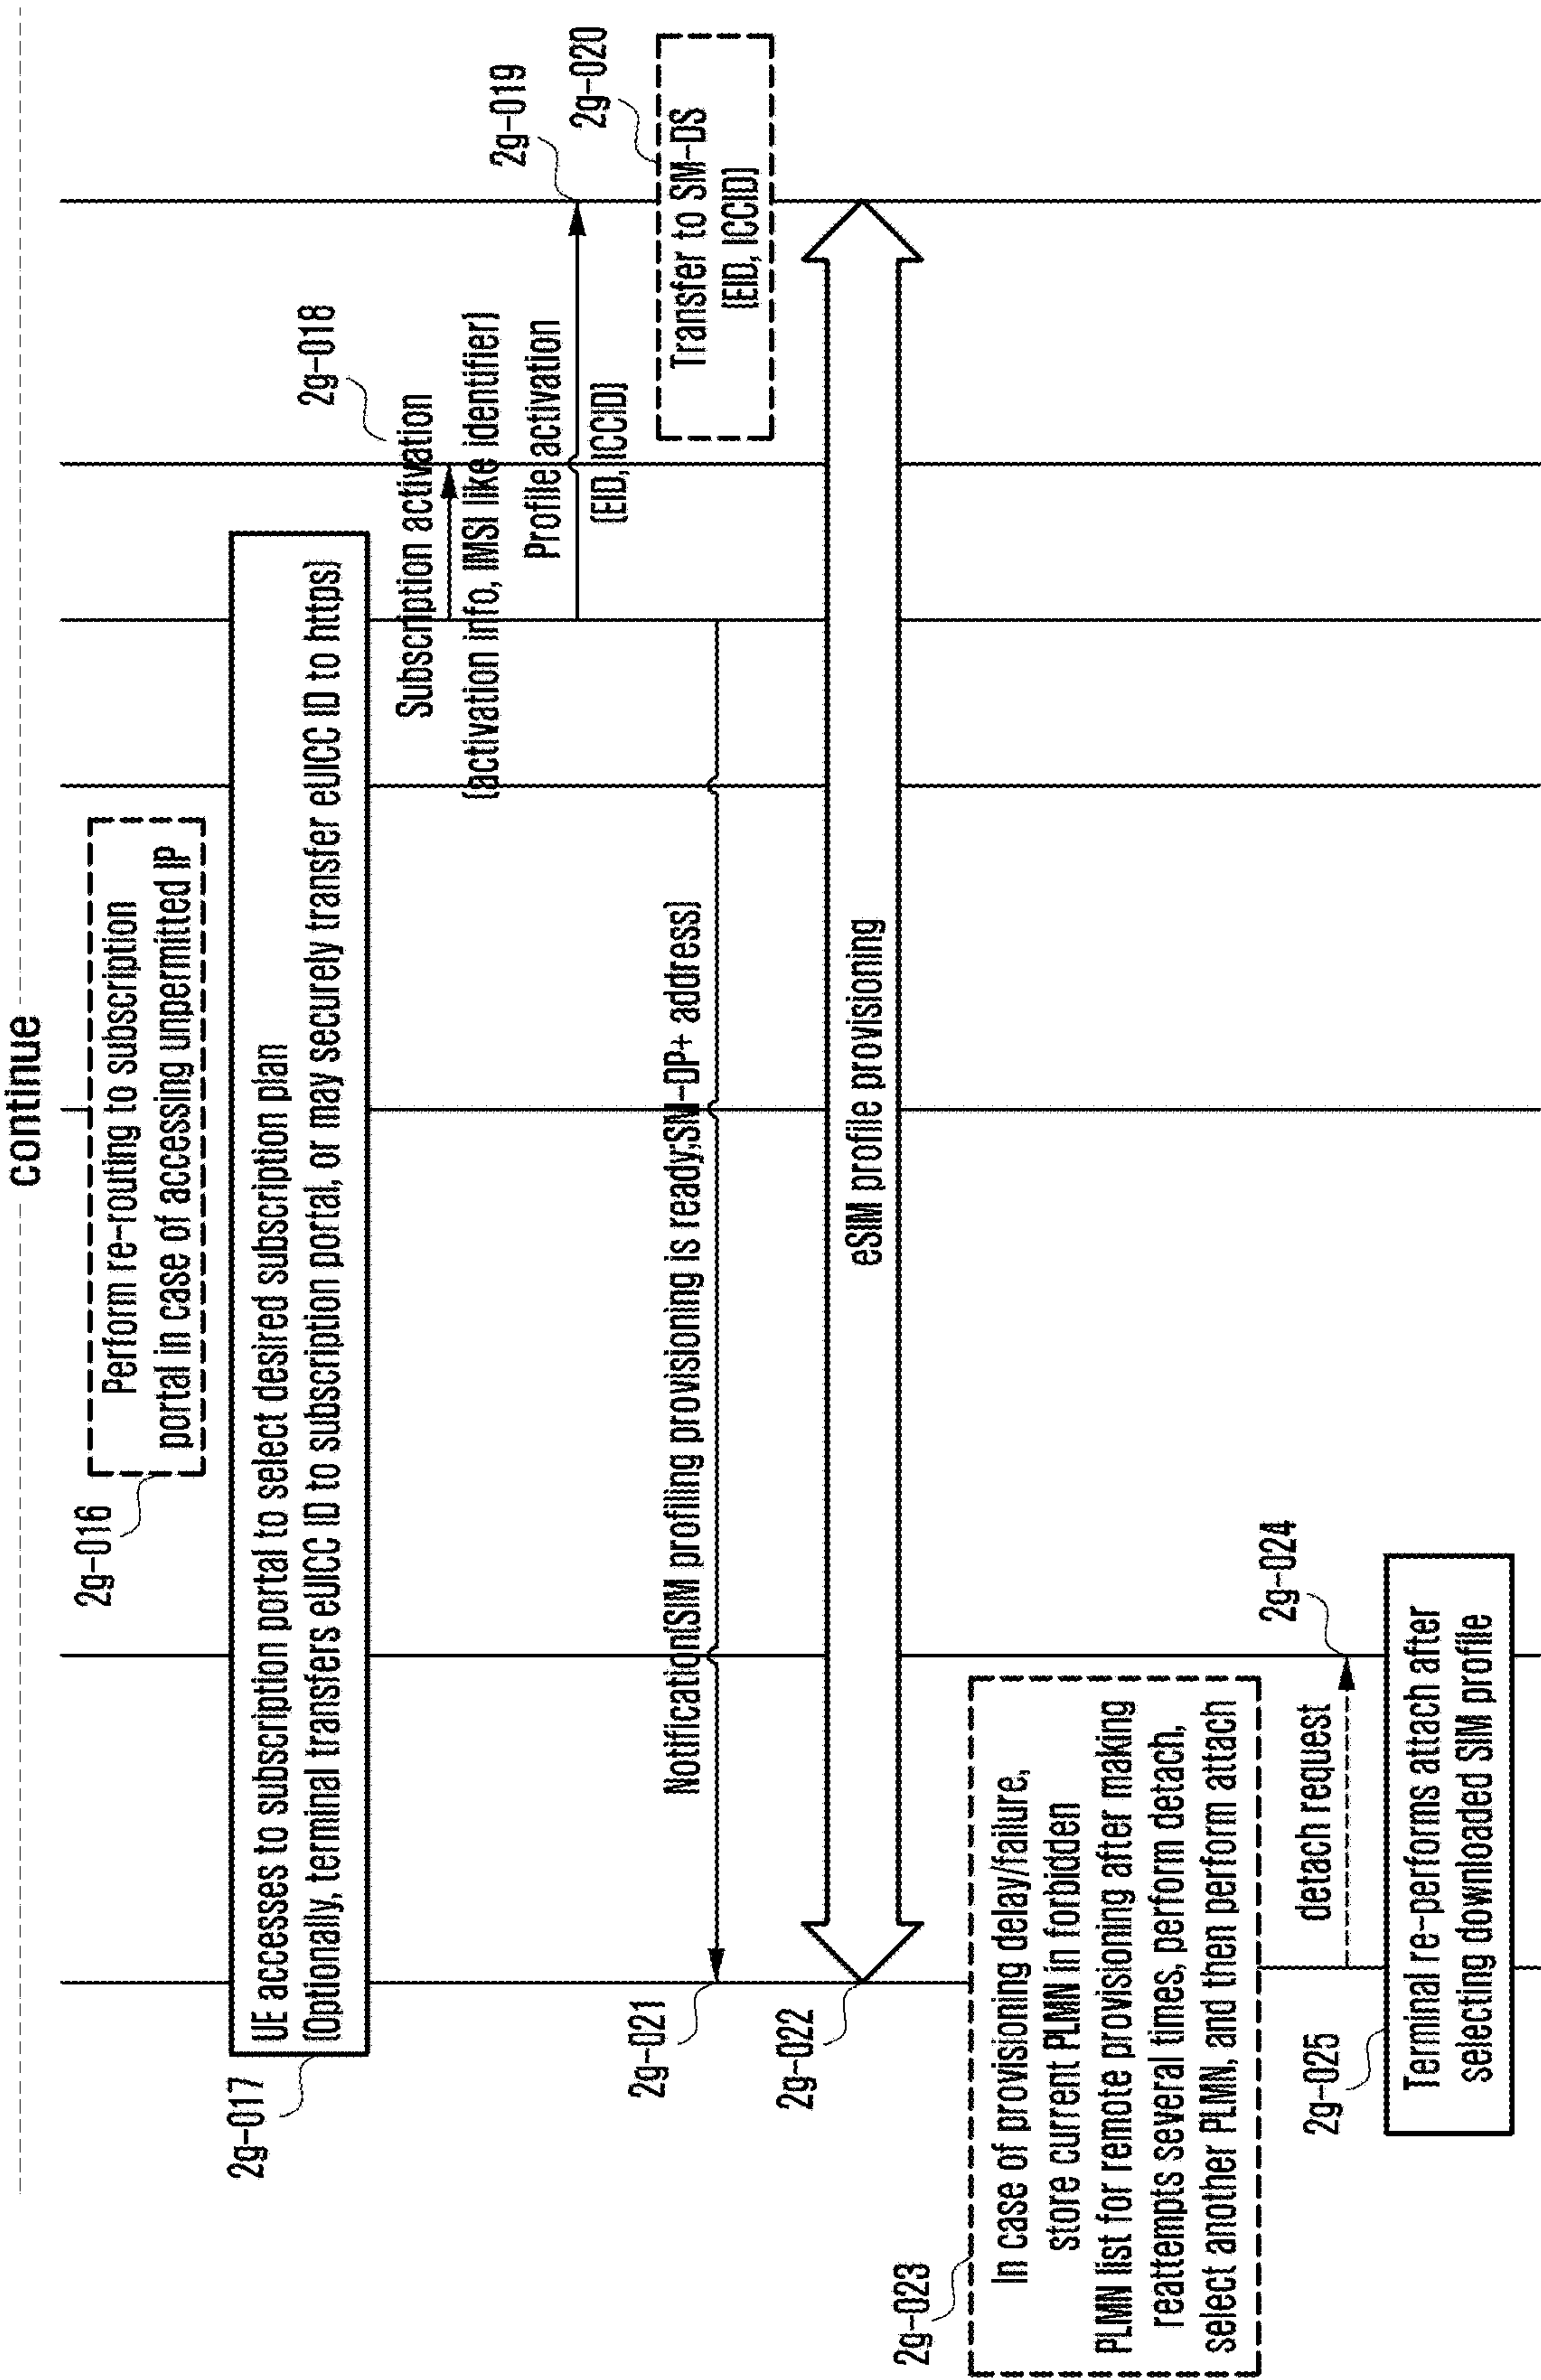 continue
2g-016
Perform re-routing to subscription
portal in case of accessing unpermitted IP
2g-017
UE accesses to subscription portal to select desired subscription plan
(Optionally, terminal transfers eUICC ID to subscription portal, or may securely transfer eUICC ID to https)
2g-018
Subscription activation
(activation info, IMSI like identifier)
2g-019
Profile activation
(EID, ICCID)
2g-020
Transfer to SM-DS
(EID, ICCID)
2g-021
Notification(SIM profiling provisioning is ready;SM-DP+ address)
2g-022
eSIM profile provisioning
2g-023
In case of provisioning delay/failure,
store current PLMN in forbidden
PLMN list for remote provisioning after making
reattempts several times, perform detach,
select another PLMN, and then perform attach
2g-024
detach request
2g-025
Terminal re-performs attach after
selecting downloaded SIM profile